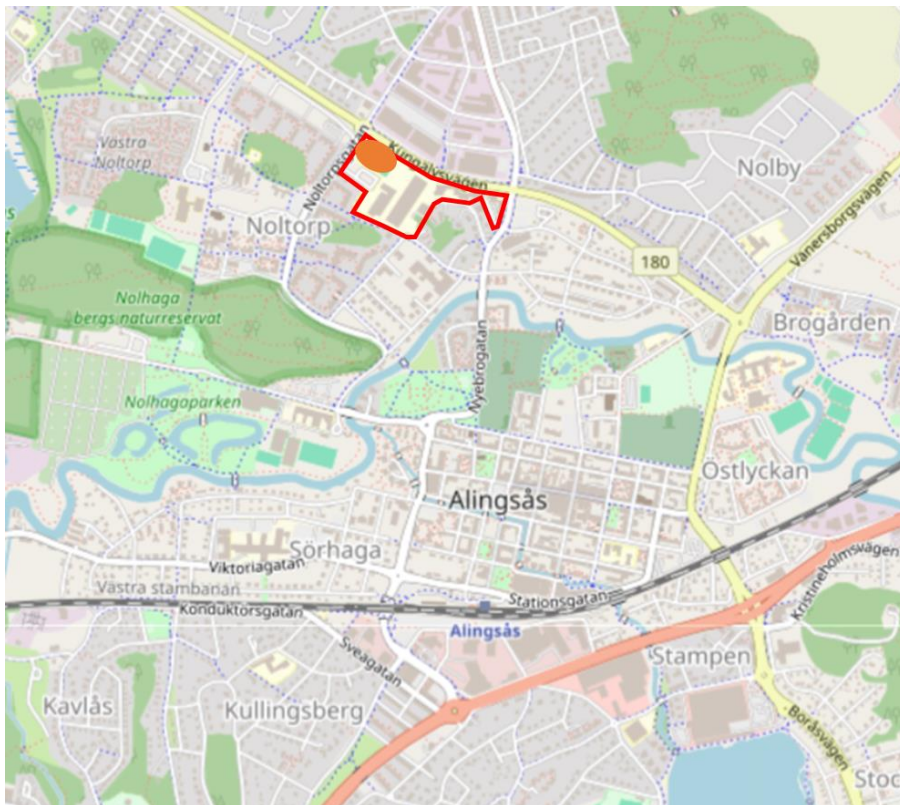 Västra
Noltorp
Noltorpsgatan
Kungälvsvägen
Nolby
Vänersborgsvägen
Noltorp
180
Nolhaga
bergs naturreservat
Brogården
Nyebrogatan
Nolhagaparken
Östlyckan
Alingsås
Sörhaga
Viktoriagatan
Västra stambanan
Stationsgatan
Kristineholmsvägen
Konduktorsgatan
Alingsås
Sveagatan
Stampen
Kavlås
Kullingsberg
Boråsvägen
Stoc